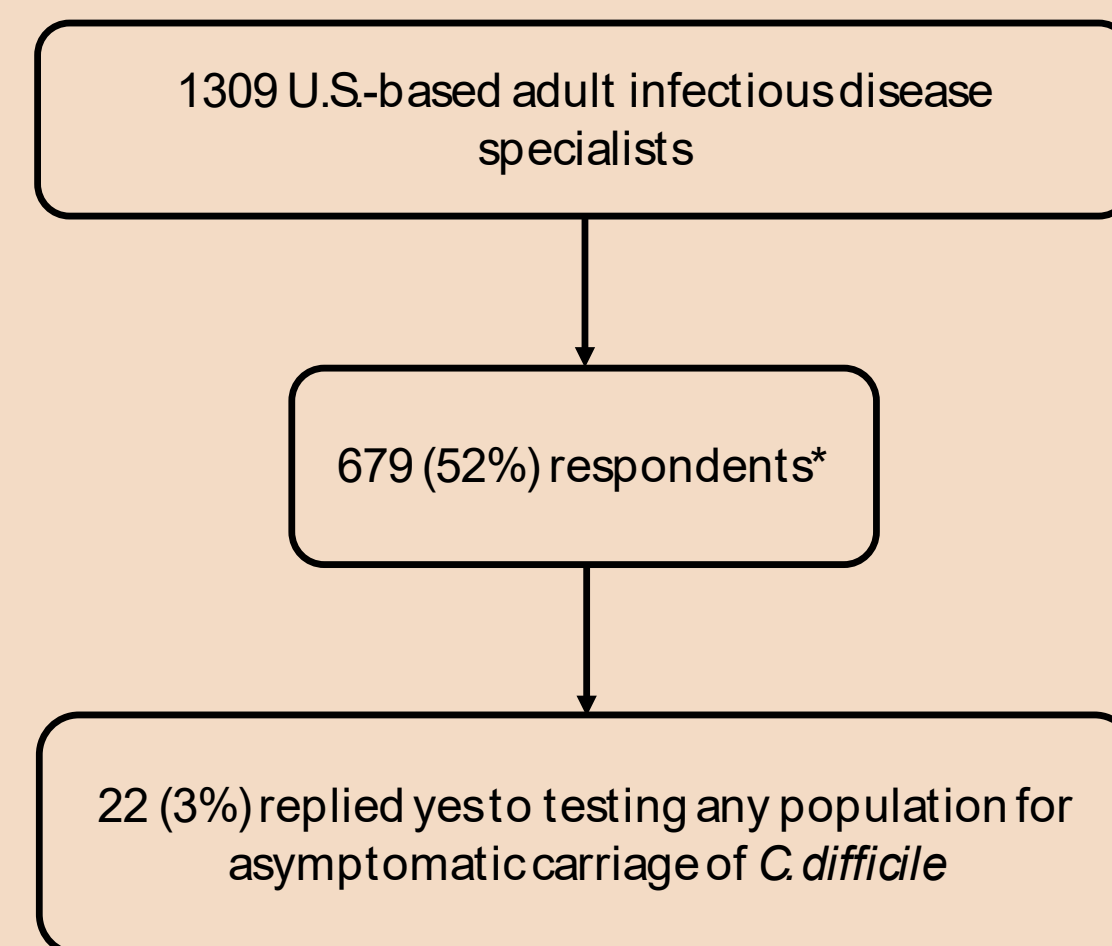 1309 U.S.-based adult infectious disease
specialists
679 (52%) respondents*
22 (3%) replied yes to testing any population for
asymptomatic carriage of C. difficile